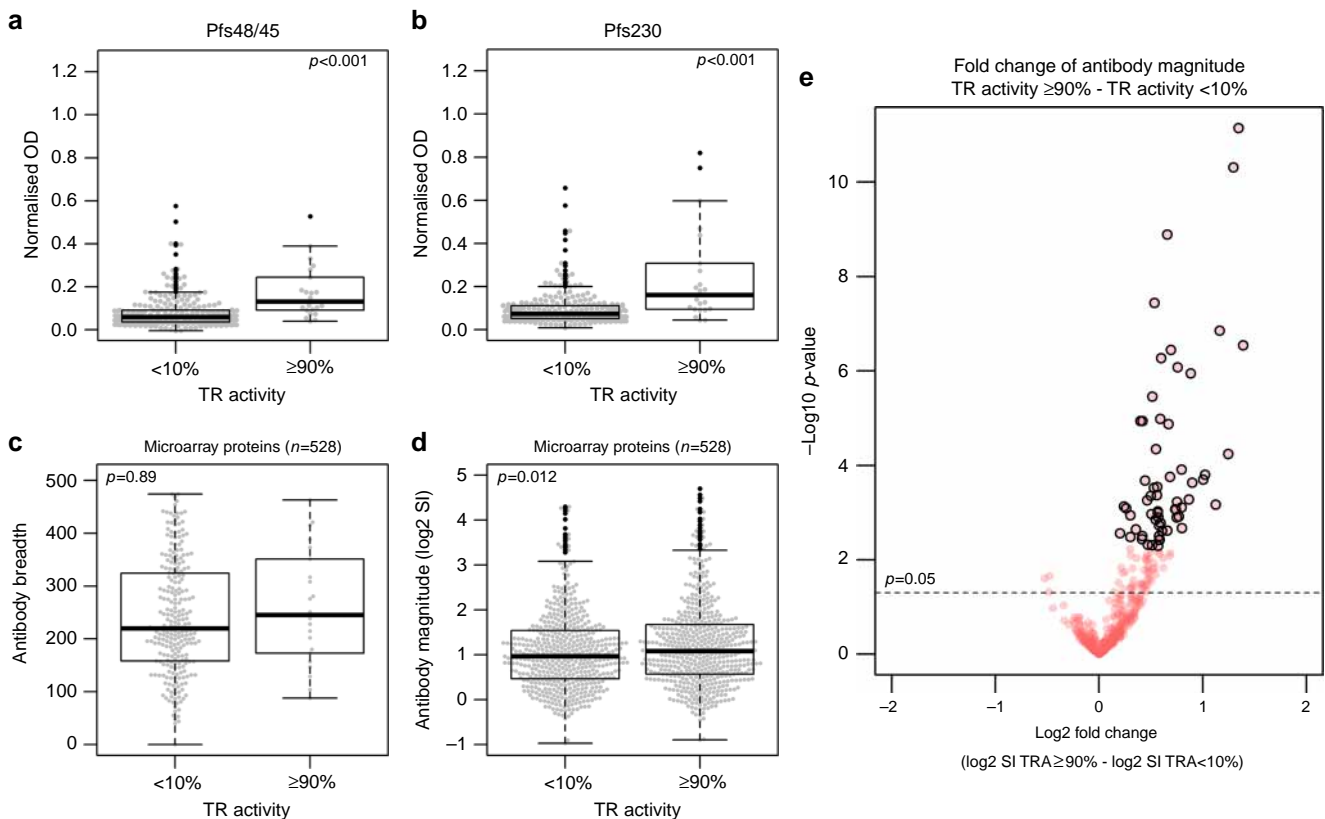 a
Pfs48/45
p<0.001
1.2
1.0
0.8
0.6
0.4
0.2
0.0
Normalised OD
<10%
≥90%
TR activity
b
Pfs230
p<0.001
1.2
1.0
0.8
0.6
0.4
0.2
0.0
Normalised OD
<10%
≥90%
TR activity
c
Microarray proteins (n=528)
p=0.89
500
400
300
200
100
0
Antibody breadth
<10%
≥90%
TR activity
d
Microarray proteins (n=528)
p=0.012
5
4
3
2
1
0
–1
Antibody magnitude (log2 SI)
<10%
≥90%
TR activity
e
Fold change of antibody magnitude
TR activity ≥90% - TR activity <10%
10
8
6
4
2
0
–Log10 p-value
p=0.05
–2
–1
0
1
2
Log2 fold change
(log2 SI TRA≥90% - log2 SI TRA<10%)